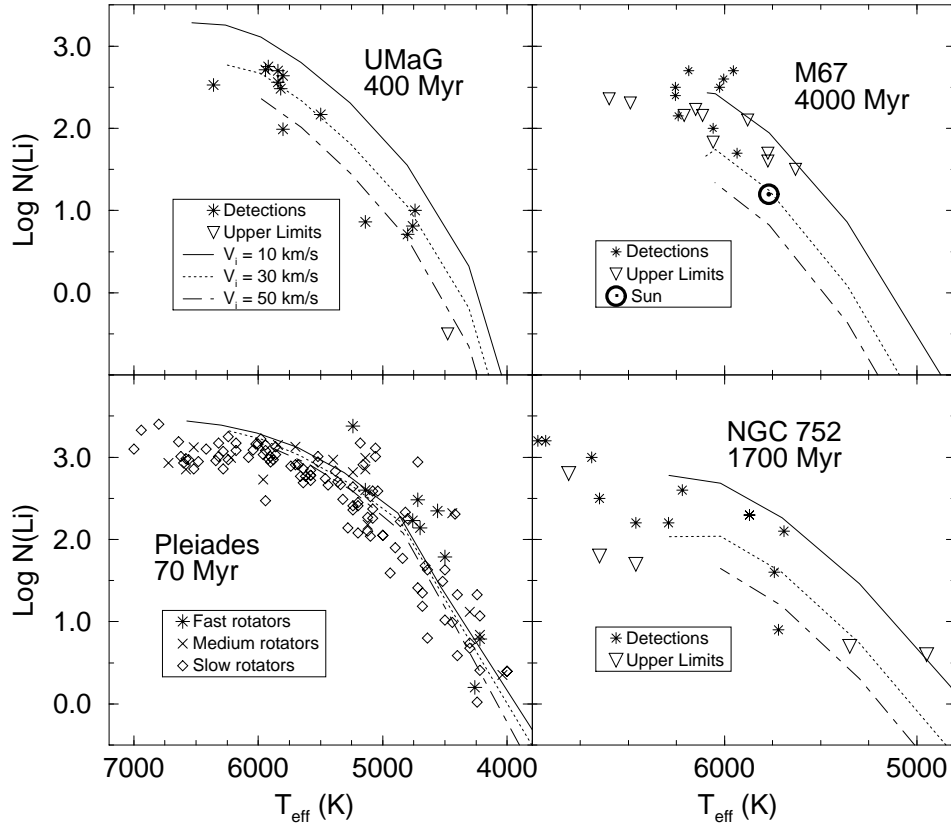 UMaG
400 Myr
3.0
2.0
1.0
0.0
Log N(Li)
Detections
Upper Limits
V_i = 10 km/s
V_i = 30 km/s
V_i = 50 km/s
M67
4000 Myr
Detections
Upper Limits
Sun
Pleiades
70 Myr
3.0
2.0
1.0
0.0
Log N(Li)
Fast rotators
Medium rotators
Slow rotators
7000
6000
5000
4000
T_eff (K)
NGC 752
1700 Myr
Detections
Upper Limits
6000
5000
T_eff (K)